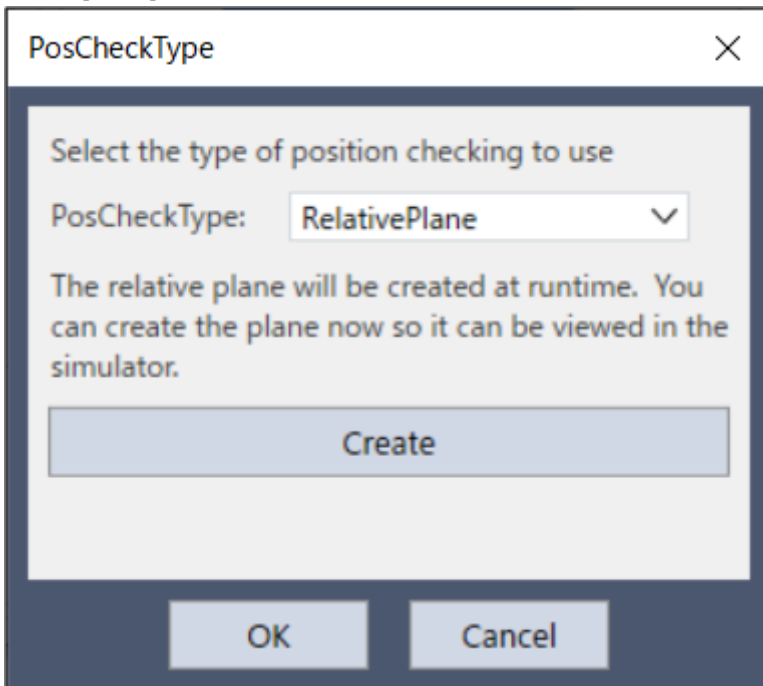 PosCheckType
Select the type of position checking to use
PosCheckType: RelativePlane
The relative plane will be created at runtime. You
can create the plane now so it can be viewed in the
simulator.
Create
OK Cancel